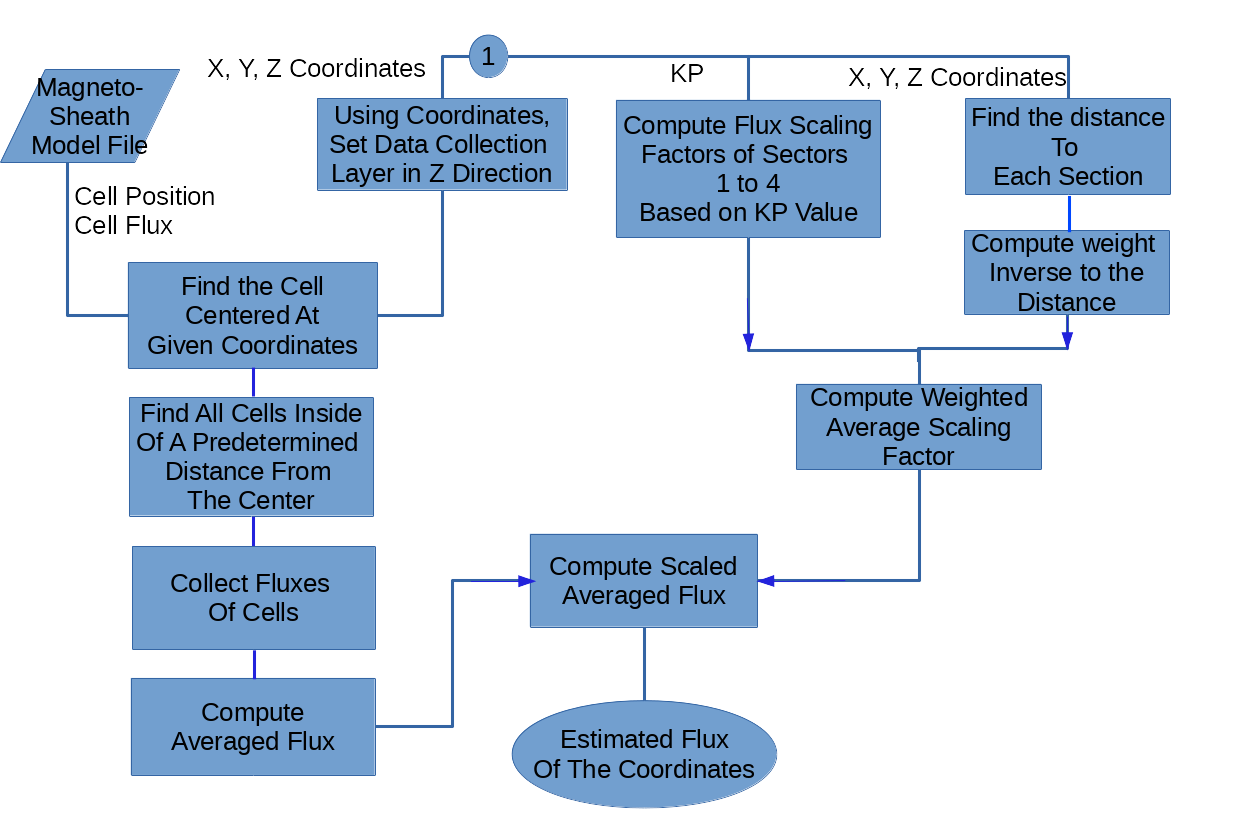 1
X, Y, Z Coordinates
KP
X, Y, Z Coordinates
Magneto-
Sheath
Model File
Using Coordinates,
Set Data Collection
Layer in Z Direction
Compute Flux Scaling
Factors of Sectors
1 to 4
Based on KP Value
Find the distance
To
Each Section
Cell Position
Cell Flux
Compute weight
Inverse to the
Distance
Find the Cell
Centered At
Given Coordinates
Compute Weighted
Average Scaling
Factor
Find All Cells Inside
Of A Predetermined
Distance From
The Center
Collect Fluxes
Of Cells
Compute Scaled
Averaged Flux
Compute
Averaged Flux
Estimated Flux
Of The Coordinates